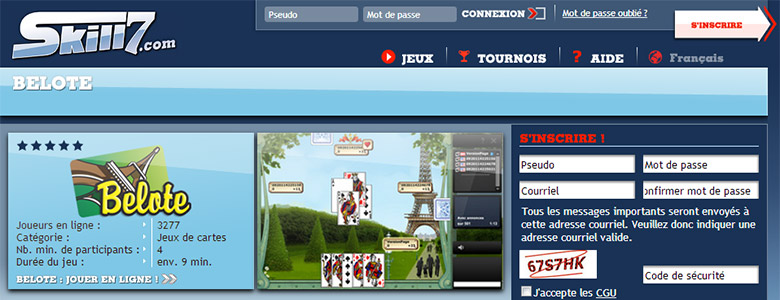 Skill7.com
Pseudo
Mot de passe
CONNEXION
Mot de passe oublié ?
S'INSCRIRE
JEUX
TOURNOIS
AIDE
Français
BELOTE
Belote
Joueurs en ligne : 3277
Catégorie : Jeux de cartes
Nb. min. de participants : 4
Durée du jeu : env. 9 min.
BELOTE : JOUER EN LIGNE !
S'INSCRIRE !
Pseudo
Mot de passe
Courriel
onfirmer mot de passe
Tous les messages importants seront envoyés à
cette adresse courriel. Veuillez donc indiquer une
adresse courriel valide.
67S7HK
Code de sécurité
J'accepte les CGU